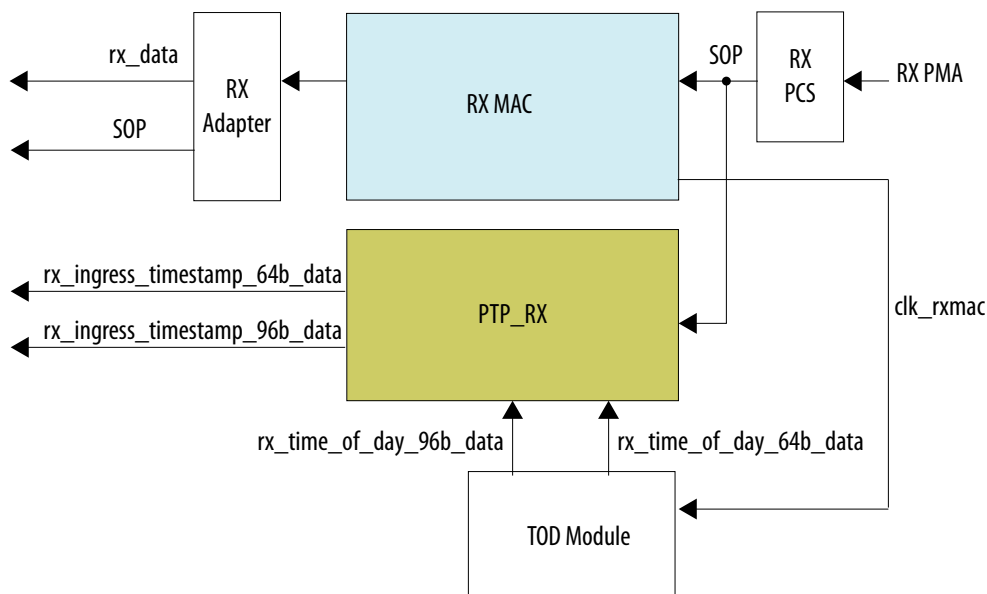 rx_data
SOP
RX
Adapter
RX MAC
SOP
RX
PCS
RX PMA
rx_ingress_timestamp_64b_data
rx_ingress_timestamp_96b_data
PTP_RX
clk_rxmac
rx_time_of_day_96b_data
rx_time_of_day_64b_data
TOD Module